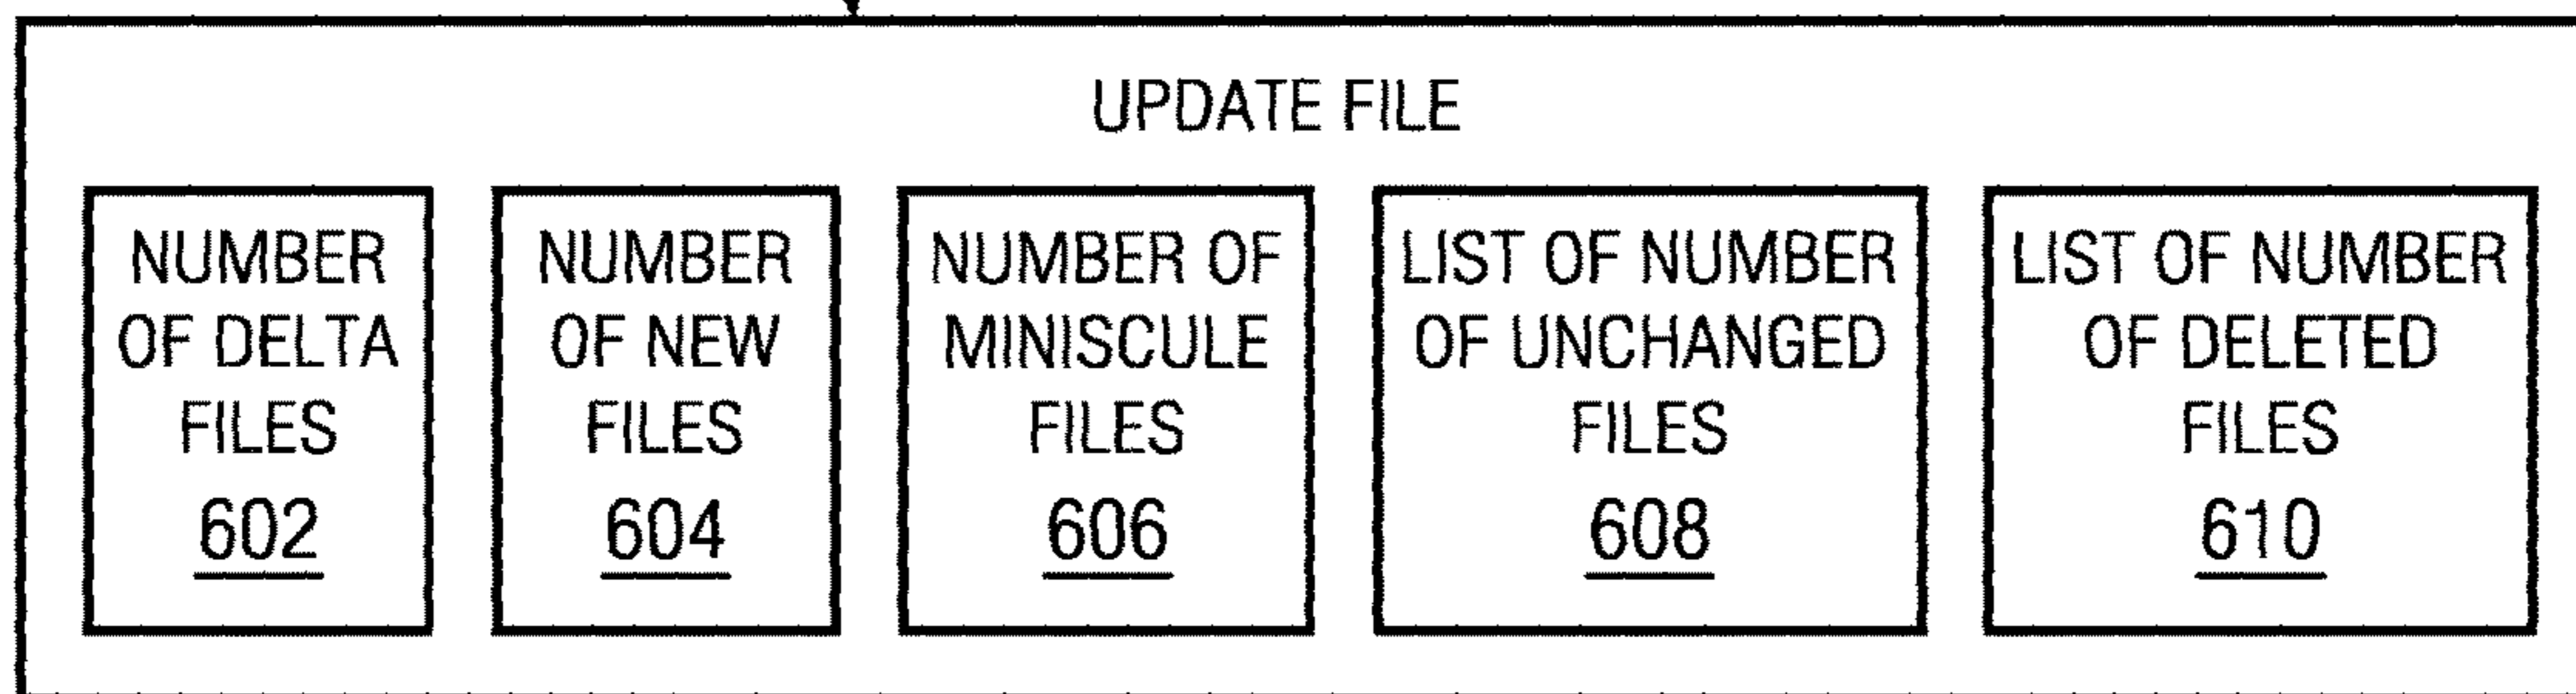 UPDATE FILE
NUMBER
OF DELTA
FILES
602
NUMBER
OF NEW
FILES
604
NUMBER OF
MINISCULE
FILES
606
LIST OF NUMBER
OF UNCHANGED
FILES
608
LIST OF NUMBER
OF DELETED
FILES
610